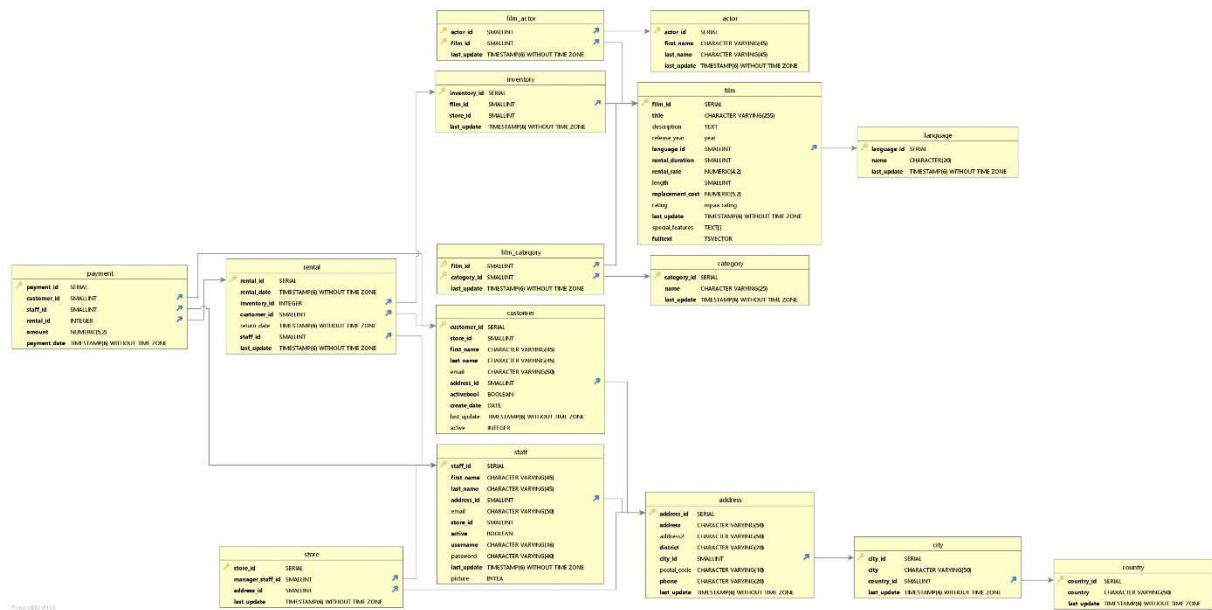 film_actor
actor_id SMALLINT
film_id SMALLINT
last_update TIMESTAMP(6) WITHOUT TIME ZONE
actor
actor_id SERIAL
first_name CHARACTER VARYING(45)
last_name CHARACTER VARYING(45)
last_update TIMESTAMP(6) WITHOUT TIME ZONE
inventory
inventory_id SERIAL
film_id SMALLINT
store_id SMALLINT
last_update TIMESTAMP(6) WITHOUT TIME ZONE
film
film_id SERIAL
title CHARACTER VARYING(255)
description TEXT
release_year year
language_id SMALLINT
rental_duration SMALLINT
rental_rate NUMERIC(4,2)
length SMALLINT
replacement_cost NUMERIC(5,2)
rating mpaa_rating
last_update TIMESTAMP(6) WITHOUT TIME ZONE
special_features TEXT[]
fulltext TSVECTOR
language
language_id SERIAL
name CHARACTER(20)
last_update TIMESTAMP(6) WITHOUT TIME ZONE
film_category
film_id SMALLINT
category_id SMALLINT
last_update TIMESTAMP(6) WITHOUT TIME ZONE
category
category_id SERIAL
name CHARACTER VARYING(25)
last_update TIMESTAMP(6) WITHOUT TIME ZONE
payment
payment_id SERIAL
customer_id SMALLINT
staff_id SMALLINT
rental_id INTEGER
amount NUMERIC(5,2)
payment_date TIMESTAMP(6) WITHOUT TIME ZONE
rental
rental_id SERIAL
rental_date TIMESTAMP(6) WITHOUT TIME ZONE
inventory_id INTEGER
customer_id SMALLINT
return_date TIMESTAMP(6) WITHOUT TIME ZONE
staff_id SMALLINT
last_update TIMESTAMP(6) WITHOUT TIME ZONE
customer
customer_id SERIAL
store_id SMALLINT
first_name CHARACTER VARYING(45)
last_name CHARACTER VARYING(45)
email CHARACTER VARYING(50)
address_id SMALLINT
activebool BOOLEAN
create_date DATE
last_update TIMESTAMP(6) WITHOUT TIME ZONE
active INTEGER
staff
staff_id SERIAL
first_name CHARACTER VARYING(45)
last_name CHARACTER VARYING(45)
address_id SMALLINT
email CHARACTER VARYING(50)
store_id SMALLINT
active BOOLEAN
username CHARACTER VARYING(16)
password CHARACTER VARYING(40)
last_update TIMESTAMP(6) WITHOUT TIME ZONE
picture BYTEA
address
address_id SERIAL
address CHARACTER VARYING(50)
address2 CHARACTER VARYING(50)
district CHARACTER VARYING(20)
city_id SMALLINT
postal_code CHARACTER VARYING(10)
phone CHARACTER VARYING(20)
last_update TIMESTAMP(6) WITHOUT TIME ZONE
store
store_id SERIAL
manager_staff_id SMALLINT
address_id SMALLINT
last_update TIMESTAMP(6) WITHOUT TIME ZONE
city
city_id SERIAL
city CHARACTER VARYING(50)
country_id SMALLINT
last_update TIMESTAMP(6) WITHOUT TIME ZONE
country
country_id SERIAL
country CHARACTER VARYING(50)
last_update TIMESTAMP(6) WITHOUT TIME ZONE